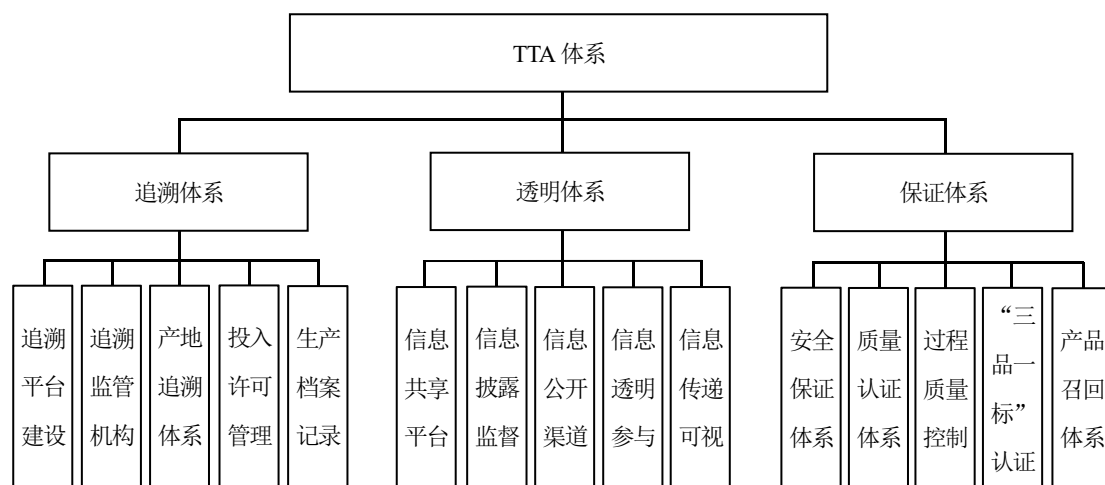 TTA 体系
追溯体系
透明体系
保证体系
追溯
平台
建设
追溯
监管
机构
产地
追溯
体系
投入
许可
管理
生产
档案
记录
信息
共享
平台
信息
披露
监督
信息
公开
渠道
信息
透明
参与
信息
传递
可视
安全
保证
体系
质量
认证
体系
过程
质量
控制
“三
品一
标”
认证
产品
召回
体系